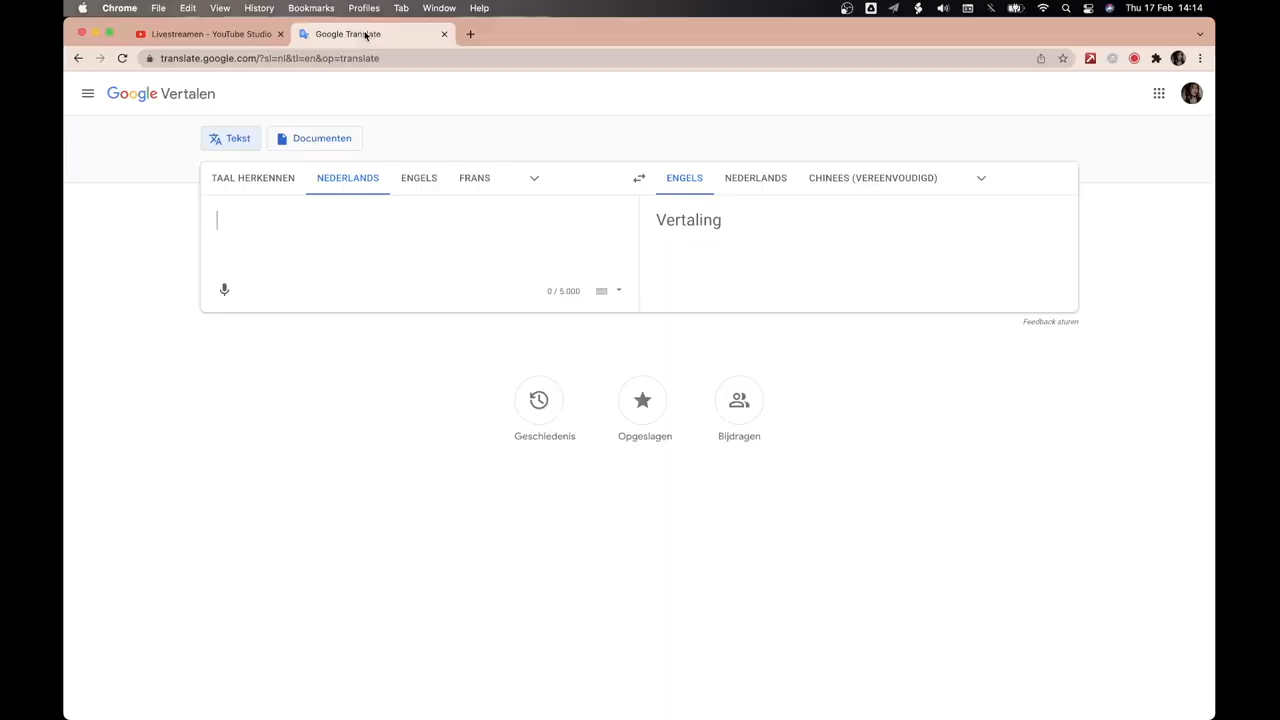 Chrome File Edit View History Bookmarks Profiles Tab Window Help Thu 17 Feb 14:14
Livestreamen - YouTube Studio Google Translate
translate.google.com/?sl=nl&tl=en&op=translate
Google Vertalen
Tekst Documenten
TAAL HERKENNEN NEDERLANDS ENGELS FRANS ENGELS NEDERLANDS CHINEES (VEREENVOUDIGD)
Vertaling
0 / 5.000
Feedback sturen
Geschiedenis Opgeslagen Bijdragen